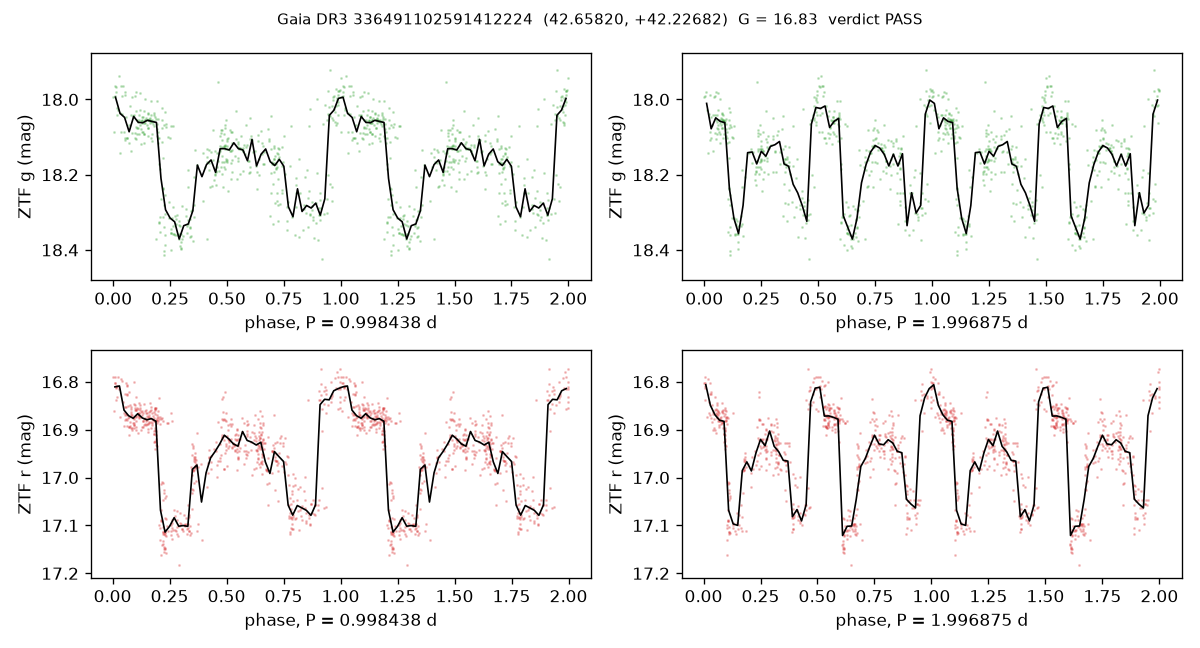 Gaia DR3 336491102591412224  (42.65820, +42.22682)  G = 16.83  verdict PASS
ZTF g (mag)
18.0
18.2
18.4
0.00 0.25 0.50 0.75 1.00 1.25 1.50 1.75 2.00
phase, P = 0.998438 d
ZTF g (mag)
18.0
18.2
18.4
0.00 0.25 0.50 0.75 1.00 1.25 1.50 1.75 2.00
phase, P = 1.996875 d
ZTF r (mag)
16.8
16.9
17.0
17.1
17.2
0.00 0.25 0.50 0.75 1.00 1.25 1.50 1.75 2.00
phase, P = 0.998438 d
ZTF r (mag)
16.8
16.9
17.0
17.1
17.2
0.00 0.25 0.50 0.75 1.00 1.25 1.50 1.75 2.00
phase, P = 1.996875 d